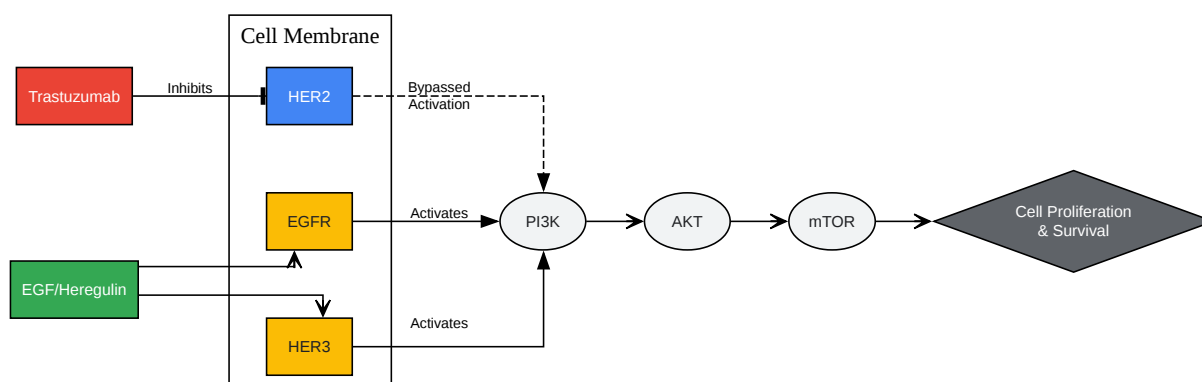 Cell Membrane
Trastuzumab
Inhibits
HER2
Bypassed
Activation
EGFR
Activates
PI3K
AKT
mTOR
Cell Proliferation
& Survival
EGF/Heregulin
HER3
Activates